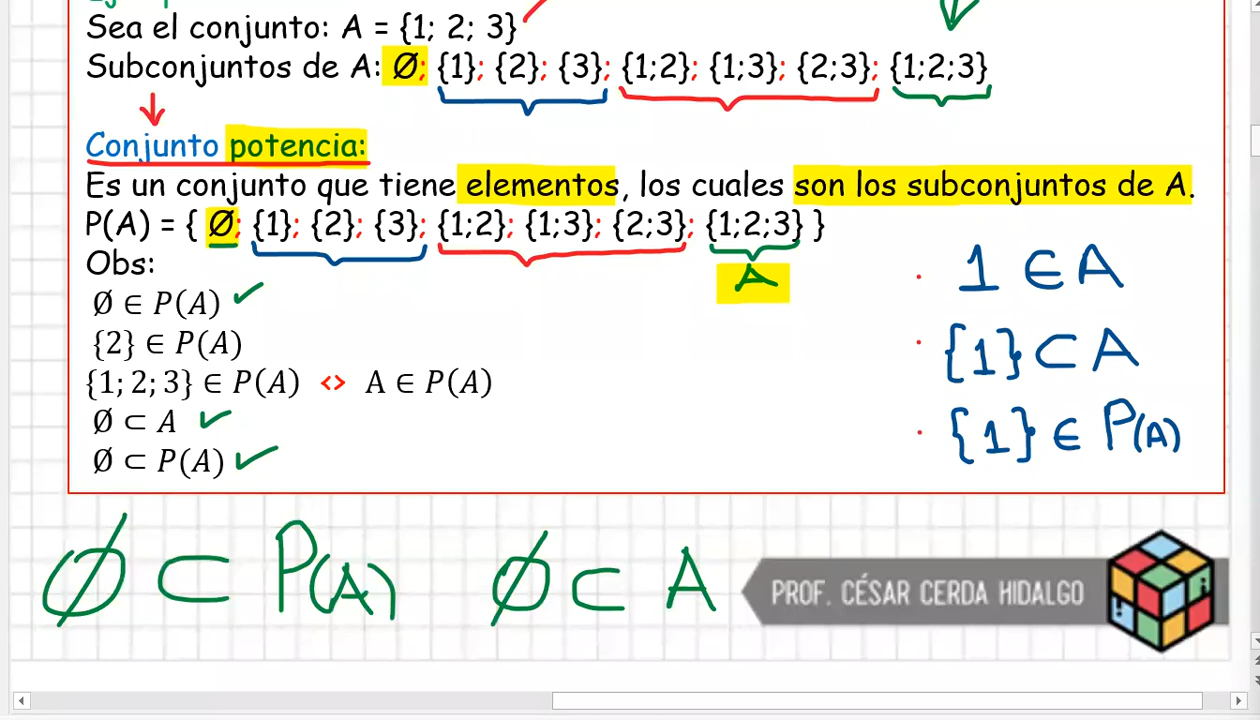 Sea el conjunto: A = {1; 2; 3}
Subconjuntos de A: Ø; {1}; {2}; {3}; {1;2}; {1;3}; {2;3}; {1;2;3}
Conjunto potencia:
Es un conjunto que tiene elementos, los cuales son los subconjuntos de A.
P(A) = { Ø; {1}; {2}; {3}; {1;2}; {1;3}; {2;3}; {1;2;3} }
A
Obs:
Ø ∈ P(A)
{2} ∈ P(A)
{1; 2; 3} ∈ P(A) <> A ∈ P(A)
Ø ⊂ A
Ø ⊂ P(A)
1 ∈ A
{1} ⊂ A
{1} ∈ P(A)
Ø ⊂ P(A) Ø ⊂ A
PROF. CÉSAR CERDA HIDALGO